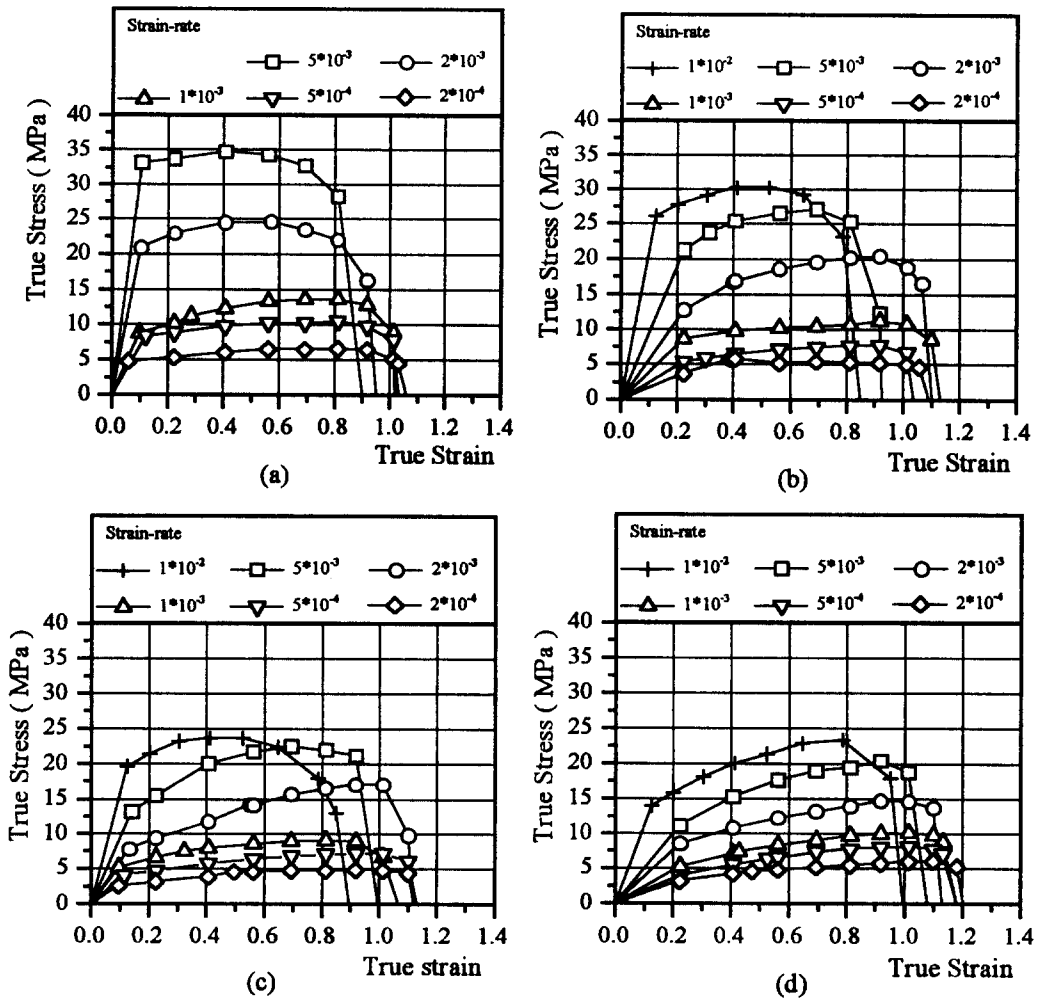 Strain-rate
5*10⁻³ 2*10⁻³
1*10⁻³ 5*10⁻⁴ 2*10⁻⁴
True Stress ( MPa )
40
35
30
25
20
15
10
5
0
0.0 0.2 0.4 0.6 0.8 1.0 1.2 1.4
True Strain
(a)
Strain-rate
1*10⁻² 5*10⁻³ 2*10⁻³
1*10⁻³ 5*10⁻⁴ 2*10⁻⁴
True Stress ( MPa )
40
35
30
25
20
15
10
5
0
0.0 0.2 0.4 0.6 0.8 1.0 1.2 1.4
True Strain
(b)
Strain-rate
1*10⁻² 5*10⁻³ 2*10⁻³
1*10⁻³ 5*10⁻⁴ 2*10⁻⁴
True Stress ( MPa )
40
35
30
25
20
15
10
5
0
0.0 0.2 0.4 0.6 0.8 1.0 1.2 1.4
True strain
(c)
Strain-rate
1*10⁻² 5*10⁻³ 2*10⁻³
1*10⁻³ 5*10⁻⁴ 2*10⁻⁴
True Stress ( MPa )
40
35
30
25
20
15
10
5
0
0.0 0.2 0.4 0.6 0.8 1.0 1.2 1.4
True Strain
(d)